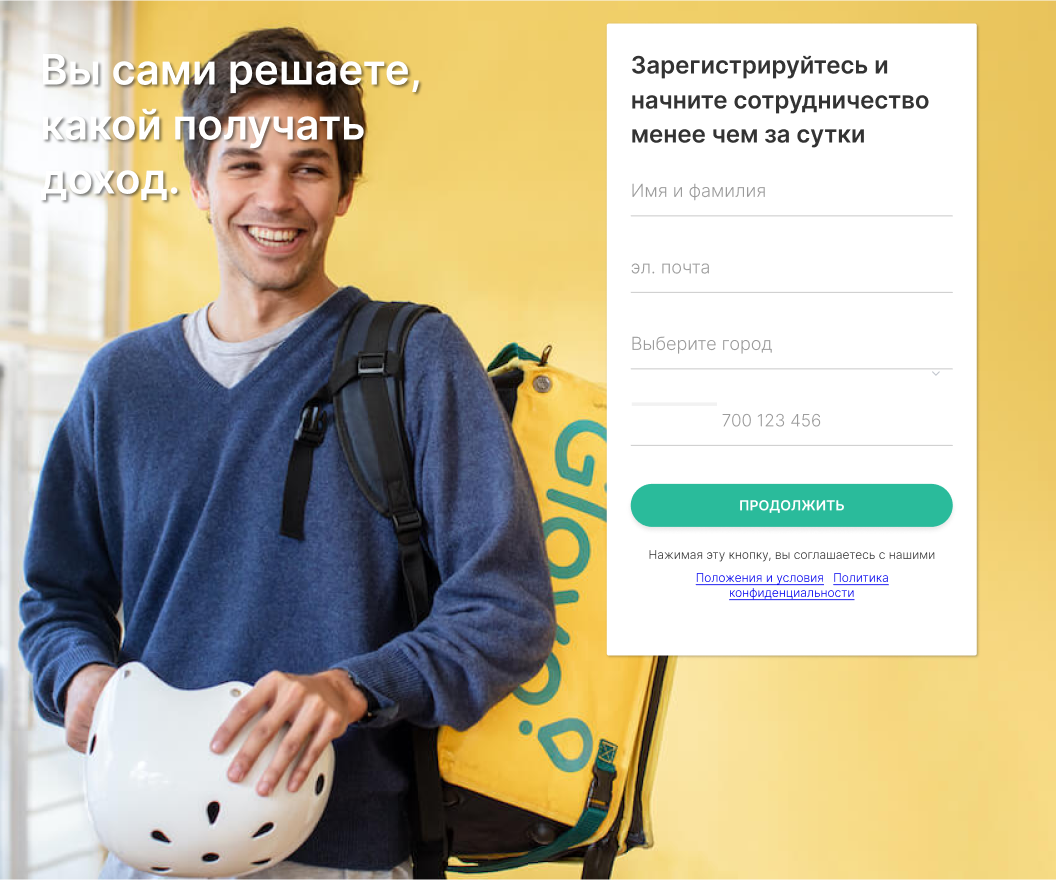 Вы сами решаете,
какой получать
доход.
Зарегистрируйтесь и
начните сотрудничество
менее чем за сутки
Имя и фамилия
эл. почта
Выберите город
700 123 456
ПРОДОЛЖИТЬ
Нажимая эту кнопку, вы соглашаетесь с нашими
Положения и условия Политика
конфиденциальности
Glovo